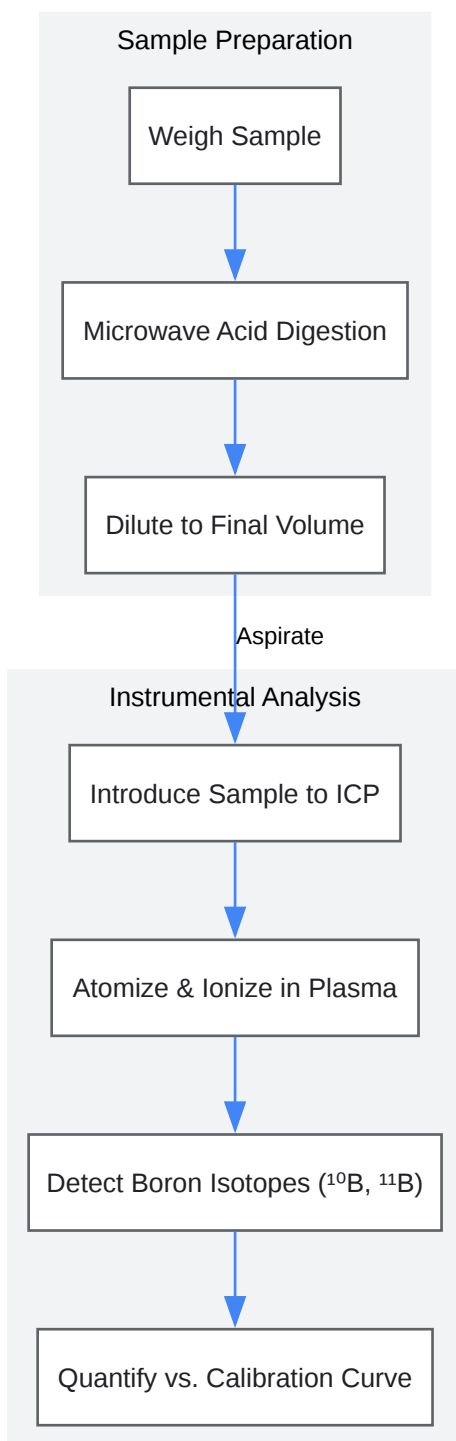 Sample Preparation
Weigh Sample
Microwave Acid Digestion
Dilute to Final Volume
Aspirate
Instrumental Analysis
Introduce Sample to ICP
Atomize & Ionize in Plasma
Detect Boron Isotopes (¹⁰B, ¹¹B)
Quantify vs. Calibration Curve